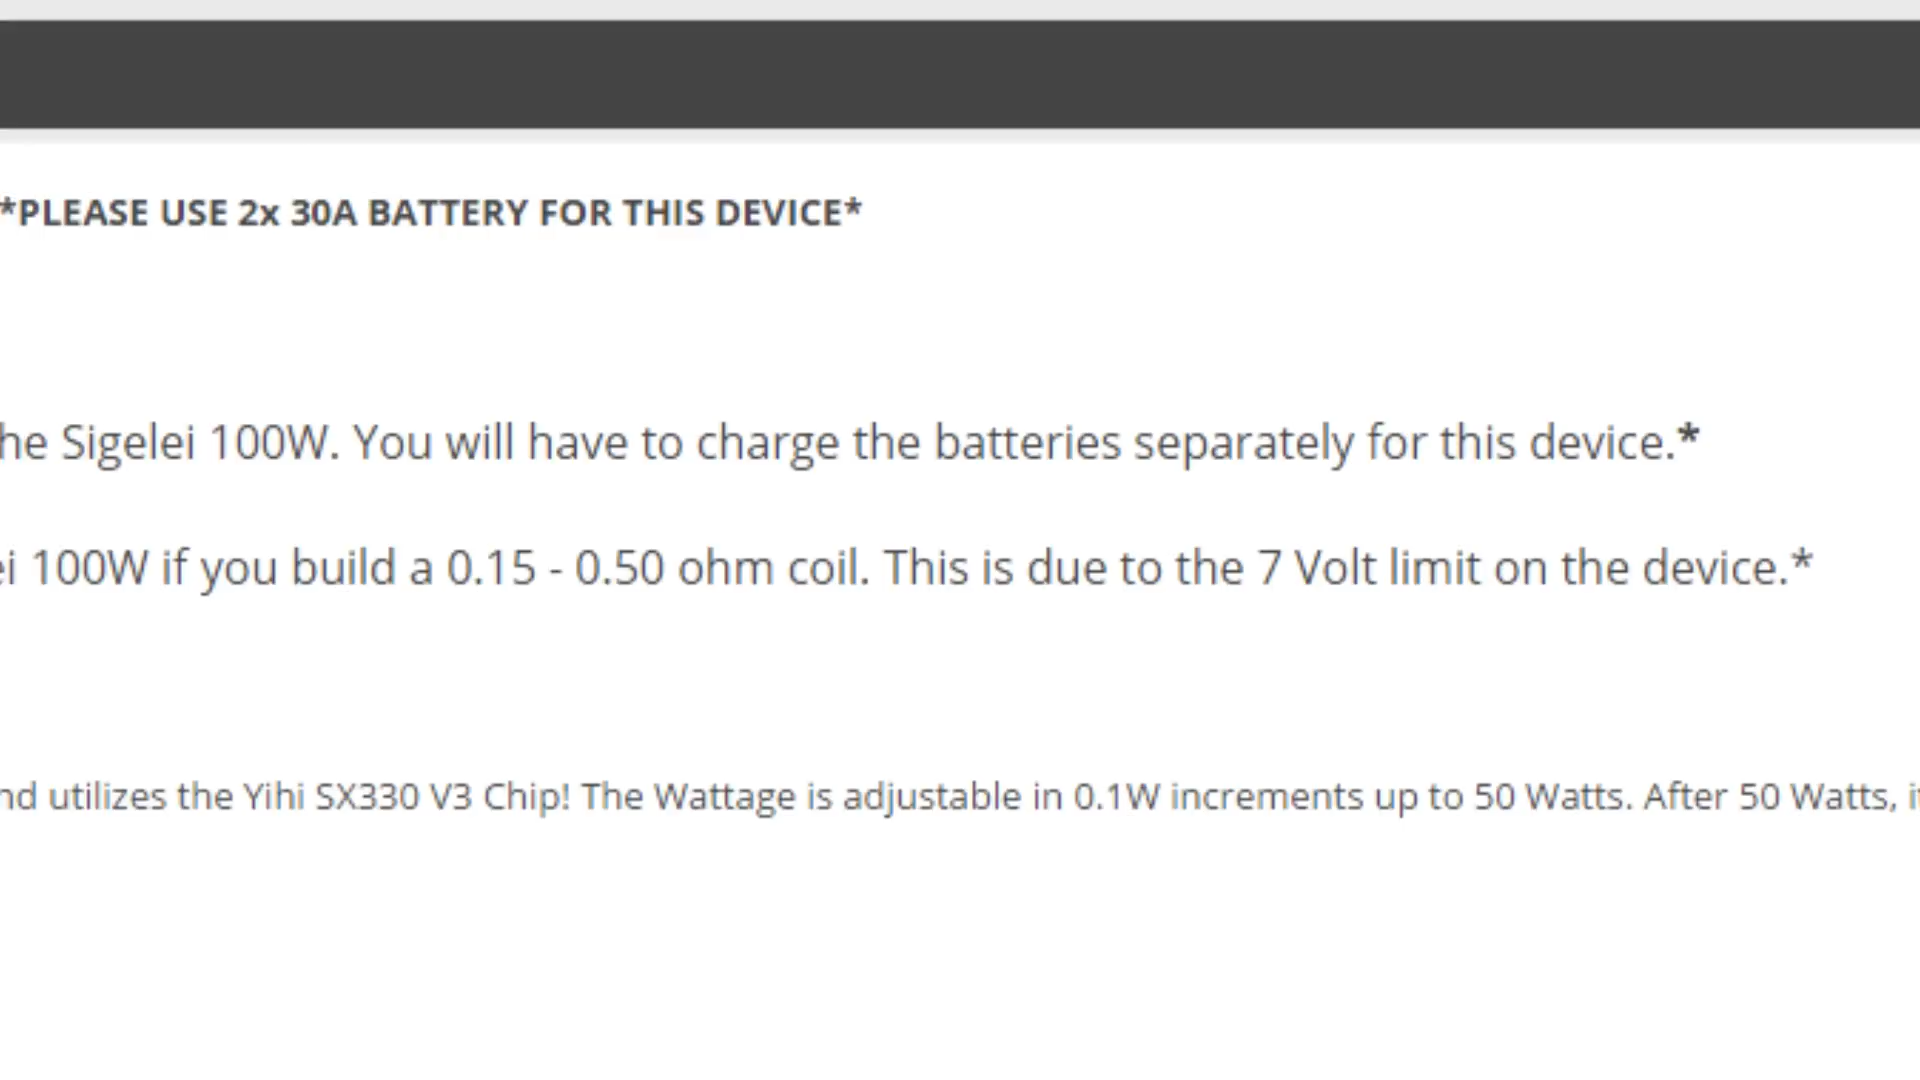 *PLEASE USE 2x 30A BATTERY FOR THIS DEVICE*
he Sigelei 100W. You will have to charge the batteries separately for this device.*
ei 100W if you build a 0.15 - 0.50 ohm coil. This is due to the 7 Volt limit on the device.*
nd utilizes the Yihi SX330 V3 Chip! The Wattage is adjustable in 0.1W increments up to 50 Watts. After 50 Watts, i